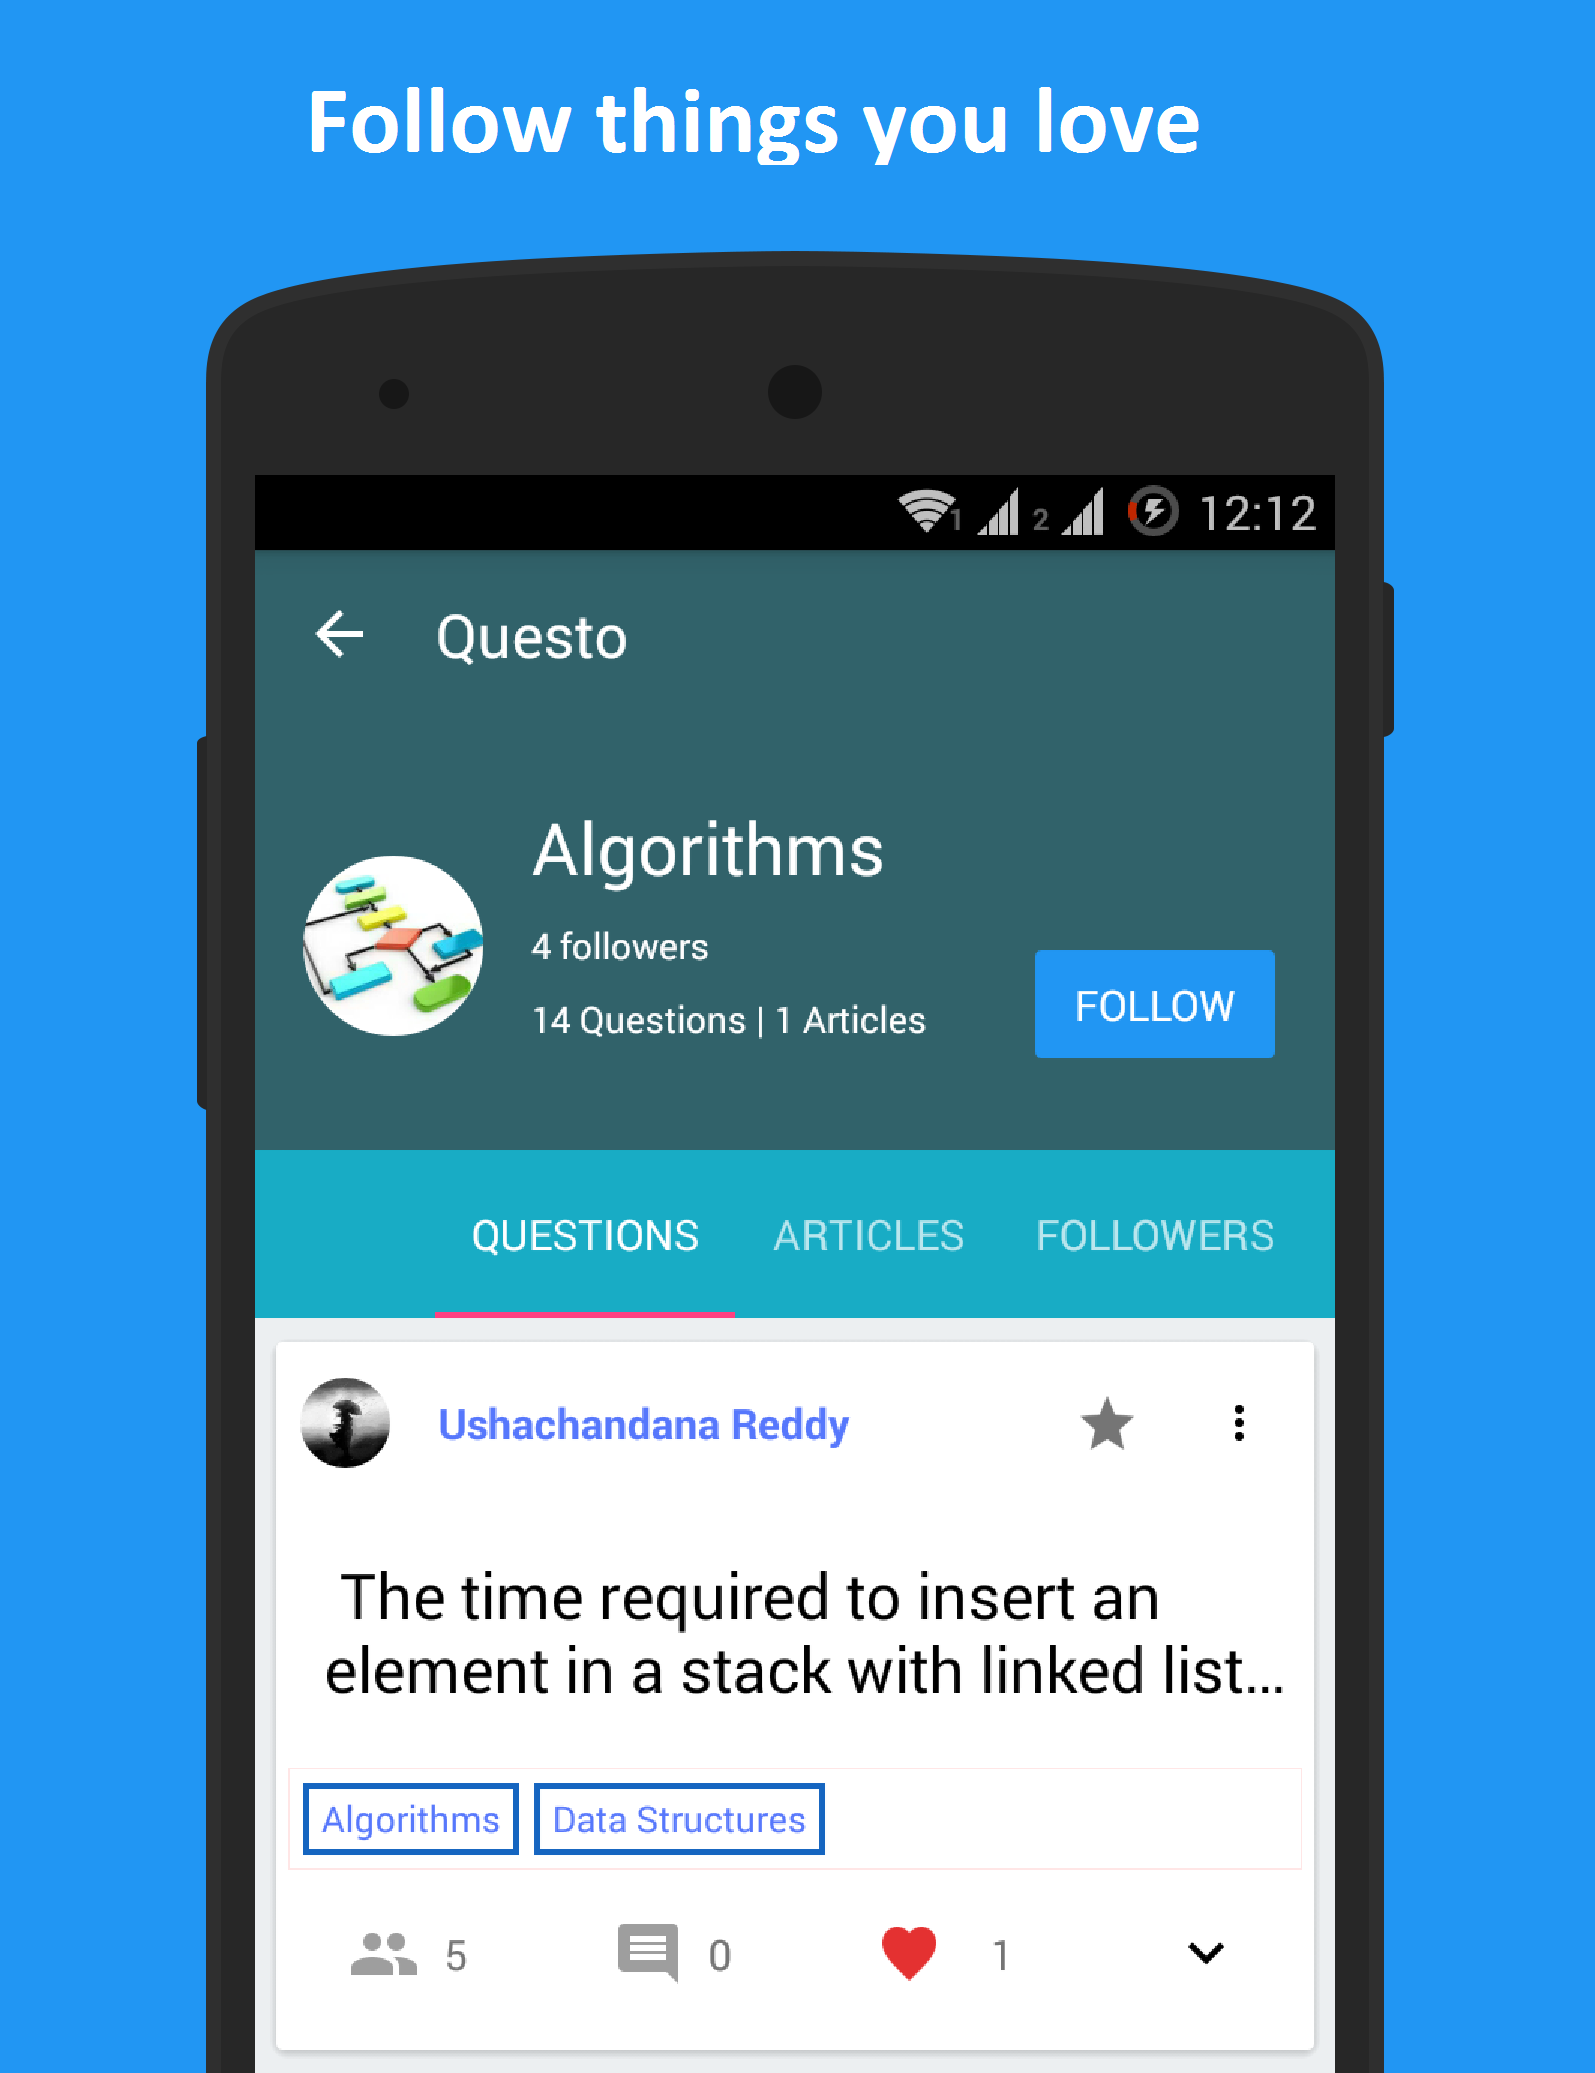 Follow things you love
1 2 12:12
Questo
Algorithms
4 followers
14 Questions | 1 Articles
FOLLOW
QUESTIONS ARTICLES FOLLOWERS
Ushachandana Reddy
The time required to insert an
element in a stack with linked list...
Algorithms Data Structures
5 0 1